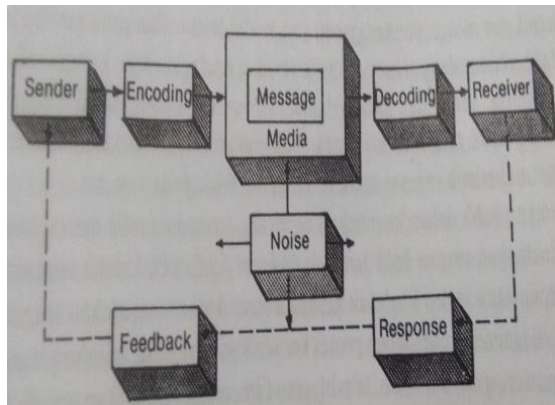 Sender
Encoding
Message
Media
Decoding
Receiver
Noise
Feedback
Response